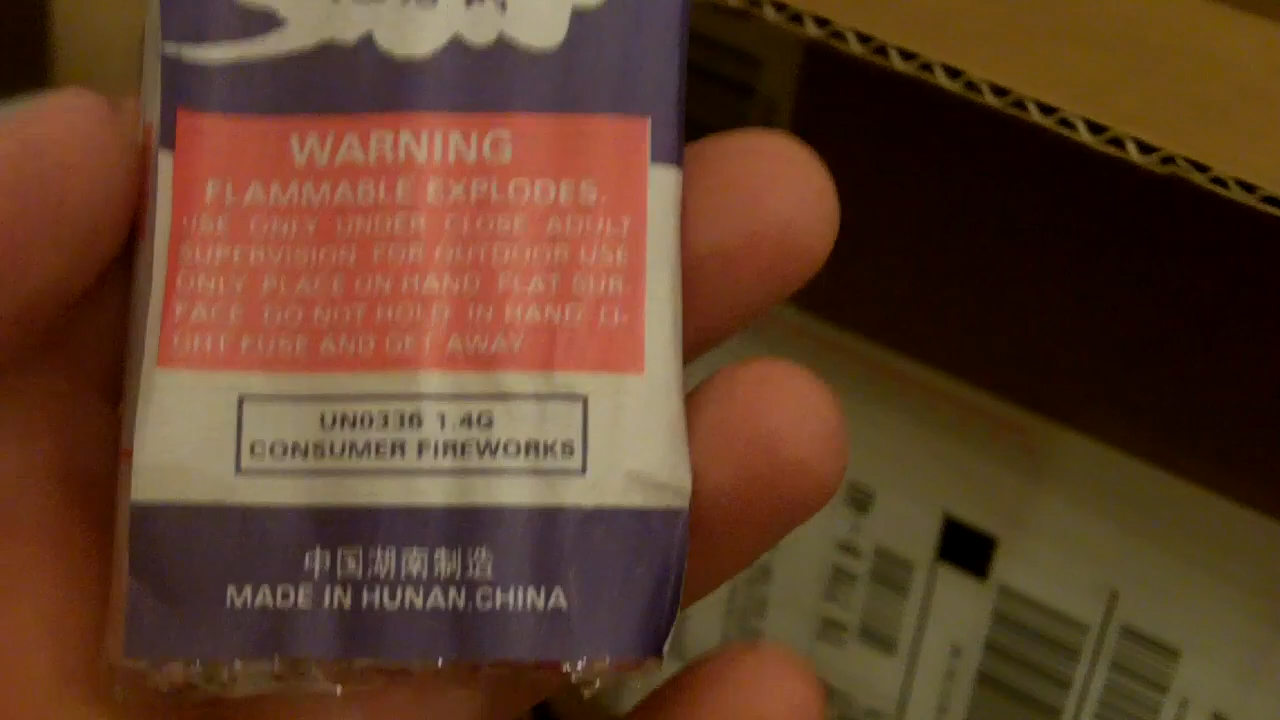 WARNING
FLAMMABLE EXPLODES.
USE ONLY UNDER CLOSE ADULT
SUPERVISION FOR OUTDOOR USE
ONLY PLACE ON HAND FLAT SUR-
FACE DO NOT HOLD IN HAND LI-
GHT FUSE AND GET AWAY
UN0336 1.4G
CONSUMER FIREWORKS
中国湖南制造
MADE IN HUNAN.CHINA